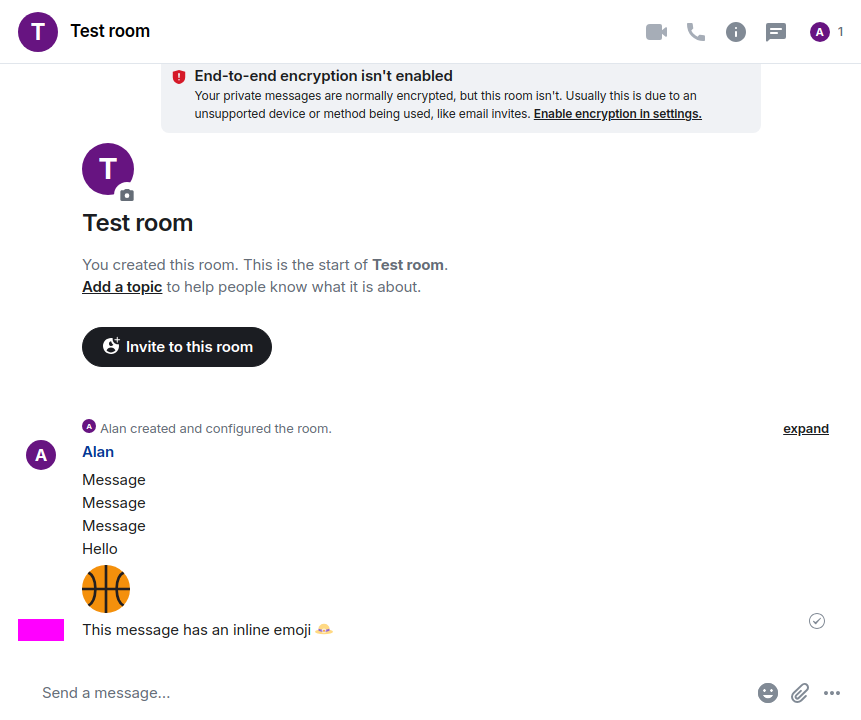 T Test room A 1
End-to-end encryption isn't enabled
Your private messages are normally encrypted, but this room isn't. Usually this is due to an
unsupported device or method being used, like email invites. Enable encryption in settings.
T
Test room
You created this room. This is the start of Test room.
Add a topic to help people know what it is about.
Invite to this room
A Alan created and configured the room. expand
A Alan
Message
Message
Message
Hello
This message has an inline emoji 👒
Send a message…